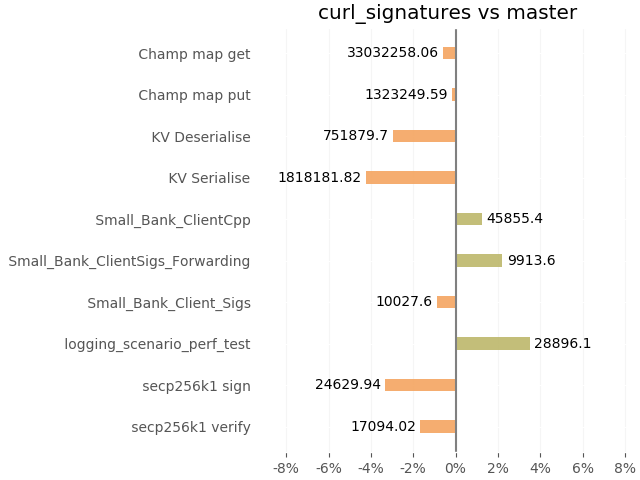 curl_signatures vs master
Champ map get 33032258.06
Champ map put 1323249.59
KV Deserialise 751879.7
KV Serialise 1818181.82
Small_Bank_ClientCpp 45855.4
Small_Bank_ClientSigs_Forwarding 9913.6
Small_Bank_Client_Sigs 10027.6
logging_scenario_perf_test 28896.1
secp256k1 sign 24629.94
secp256k1 verify 17094.02
-8% -6% -4% -2% 0% 2% 4% 6% 8%